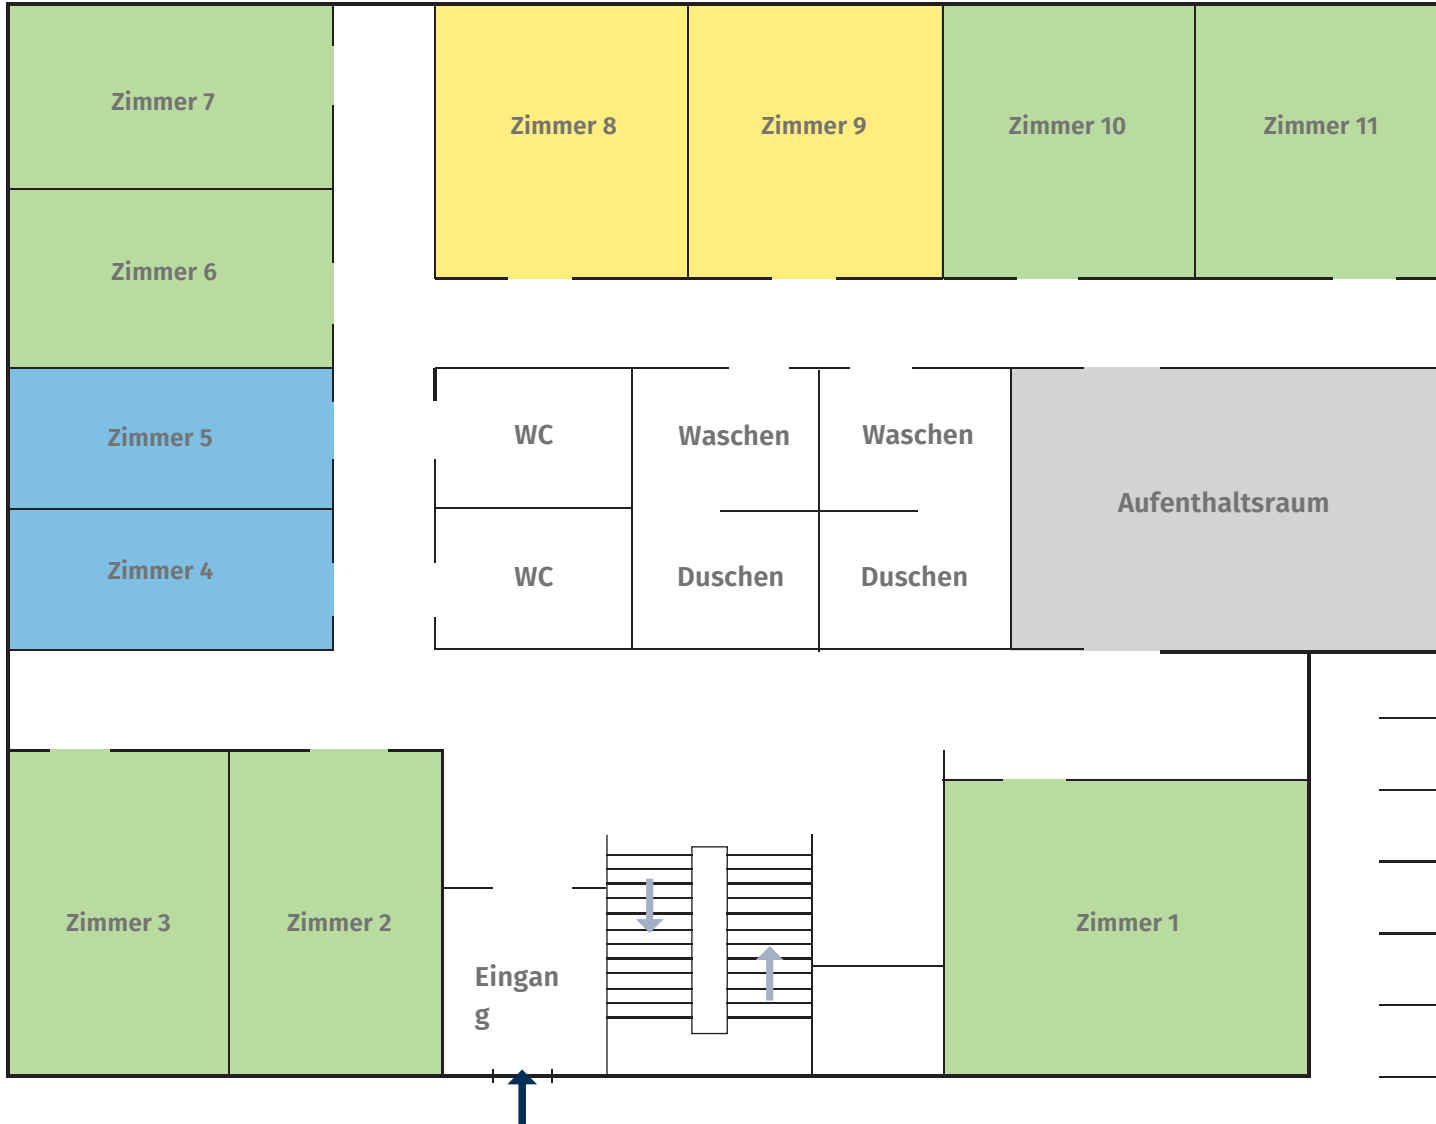 Zimmer 7
Zimmer 8
Zimmer 9
Zimmer 10
Zimmer 11
Zimmer 6
Zimmer 5
WC
Waschen
Waschen
Aufenthaltsraum
Zimmer 4
WC
Duschen
Duschen
Zimmer 3
Zimmer 2
Eingan
g
Zimmer 1